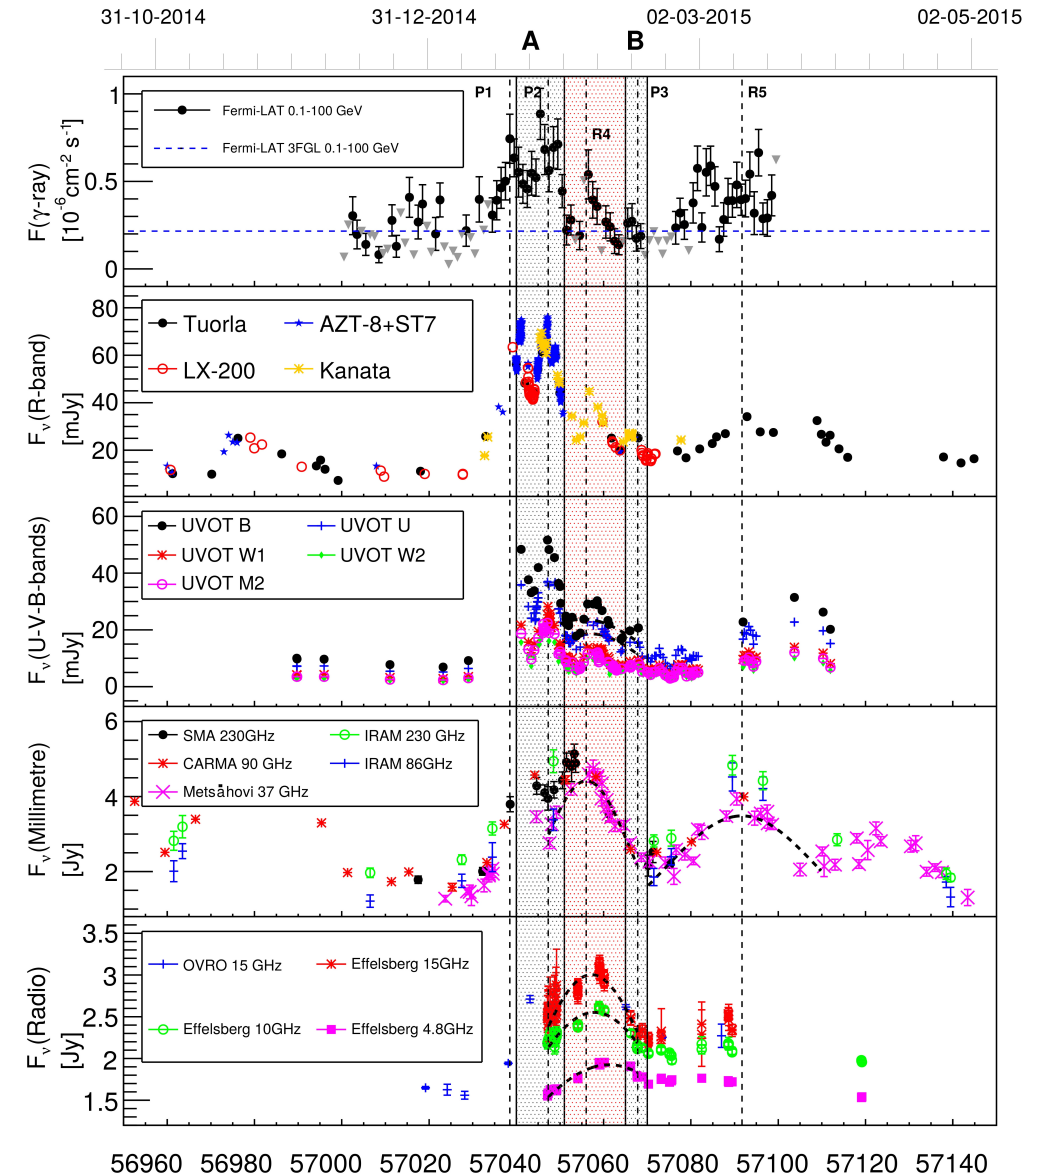 31-10-2014 31-12-2014 02-03-2015 02-05-2015
A B
P1 P2 P3 R5
R4
F(γ-ray)
[10⁻⁶cm⁻² s⁻¹]
1
0.5
0
Fermi-LAT 0.1-100 GeV
Fermi-LAT 3FGL 0.1-100 GeV
Fᵥ(R-band)
[mJy]
80
60
40
20
Tuorla AZT-8+ST7
LX-200 Kanata
Fᵥ(U-V-B-bands)
[mJy]
60
40
20
0
UVOT B UVOT U
UVOT W1 UVOT W2
UVOT M2
Fᵥ(Millimetre)
[Jy]
6
4
2
SMA 230GHz IRAM 230 GHz
CARMA 90 GHz IRAM 86GHz
Metsåhovi 37 GHz
Fᵥ(Radio)
[Jy]
3.5
3
2.5
2
1.5
OVRO 15 GHz Effelsberg 15GHz
Effelsberg 10GHz Effelsberg 4.8GHz
56960 56980 57000 57020 57040 57060 57080 57100 57120 57140